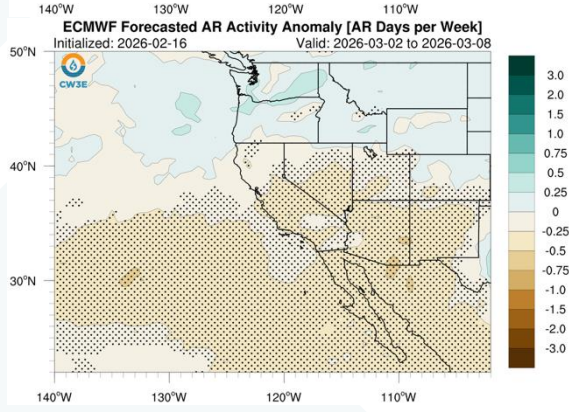 140°W 130°W 120°W 110°W
ECMWF Forecasted AR Activity Anomaly [AR Days per Week]
Initialized: 2026-02-16 Valid: 2026-03-02 to 2026-03-08
50°N
CW3E
40°N
30°N
3.0
2.0
1.5
1.0
0.75
0.5
0.25
0
-0.25
-0.5
-0.75
-1.0
-1.5
-2.0
-3.0
140°W 130°W 120°W 110°W